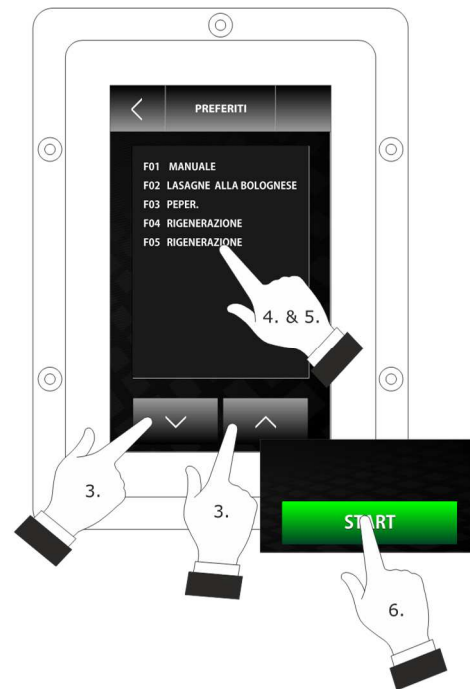 PREFERITI
F01 MANUALE
F02 LASAGNE ALLA BOLOGNESE
F03 PEPER.
F04 RIGENERAZIONE
F05 RIGENERAZIONE
4. & 5.
3.
3.
START
6.